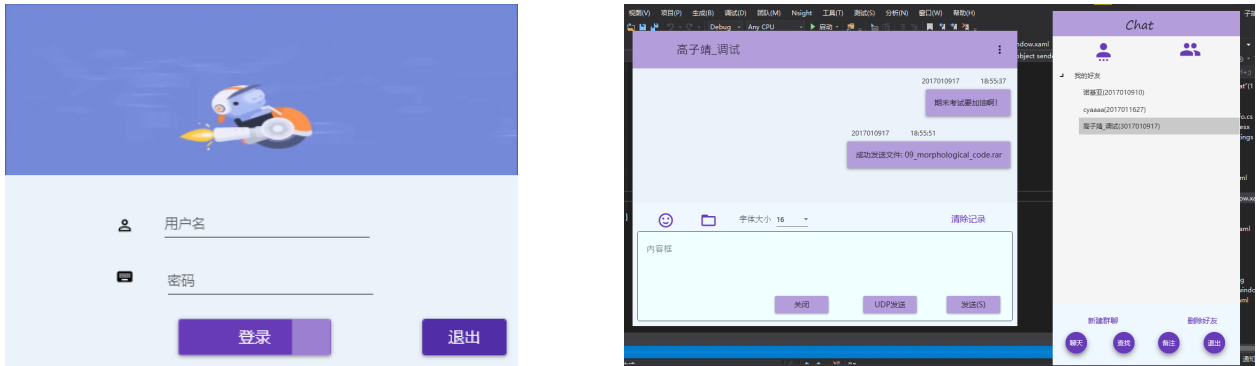 用户名
密码
登录
退出
视图(V) 项目(P) 生成(B) 调试(D) 团队(M) Nsight 工具(T) 测试(S) 分析(N) 窗口(W) 帮助(H)
Debug Any CPU 启动
高子靖_调试
2017010917 18:55:37
期末考试要加油啊!
2017010917 18:55:51
成功发送文件: 09_morphological_code.rar
字体大小 16
清除记录
内容框
关闭
UDP发送
发送(S)
Chat
我的好友
诺基亚(2017010910)
cyaaaa(2017011627)
高子靖_调试(3017010917)
新建群聊
删除好友
聊天
查找
备注
退出